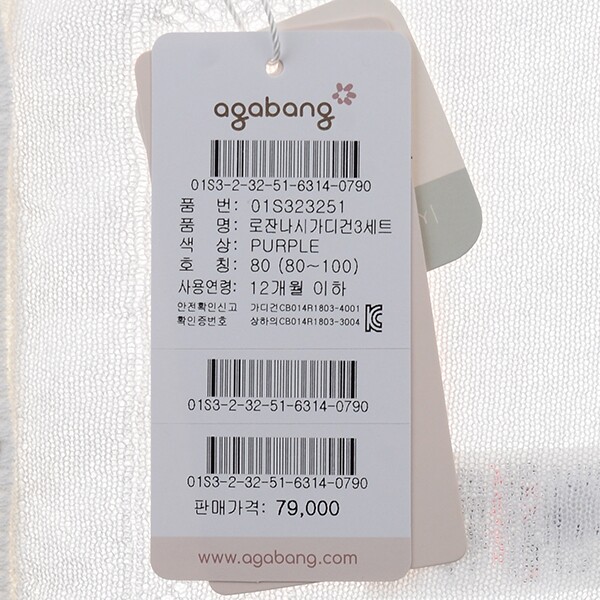 agabang
01S3-2-32-51-6314-0790
품 번: 01S323251
품 명: 로잔나시가디건3세트
색 상: PURPLE
호 칭: 80 (80~100)
사용연령: 12개월 이하
안전확인신고 가디건CB014R1803-4001
확인증번호 상하의CB014R1803-3004
01S3-2-32-51-6314-0790
01S3-2-32-51-6314-0790
판매가격: 79,000
www.agabang.com